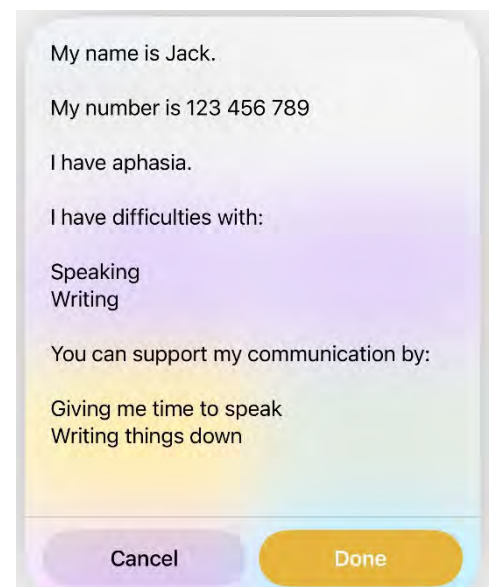 My name is Jack.
My number is 123 456 789
I have aphasia.
I have difficulties with:
Speaking
Writing
You can support my communication by:
Giving me time to speak
Writing things down
Cancel Done